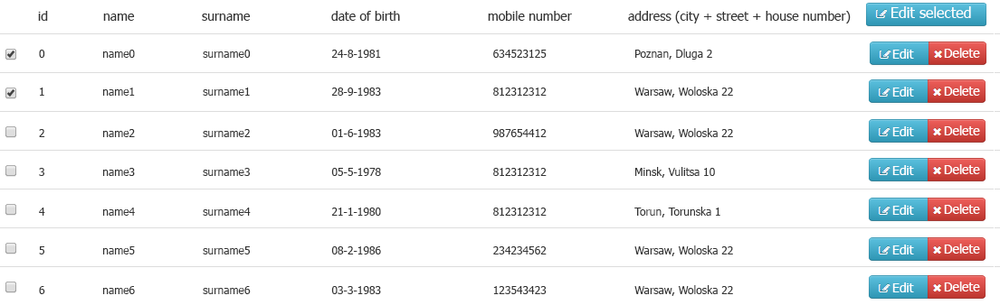 id name surname date of birth mobile number address (city + street + house number) Edit selected
0 name0 surname0 24-8-1981 634523125 Poznan, Dluga 2 Edit Delete
1 name1 surname1 28-9-1983 812312312 Warsaw, Woloska 22 Edit Delete
2 name2 surname2 01-6-1983 987654412 Warsaw, Woloska 22 Edit Delete
3 name3 surname3 05-5-1978 812312312 Minsk, Vulitsa 10 Edit Delete
4 name4 surname4 21-1-1980 812312312 Torun, Torunska 1 Edit Delete
5 name5 surname5 08-2-1986 234234562 Warsaw, Woloska 22 Edit Delete
6 name6 surname6 03-3-1983 123543423 Warsaw, Woloska 22 Edit Delete